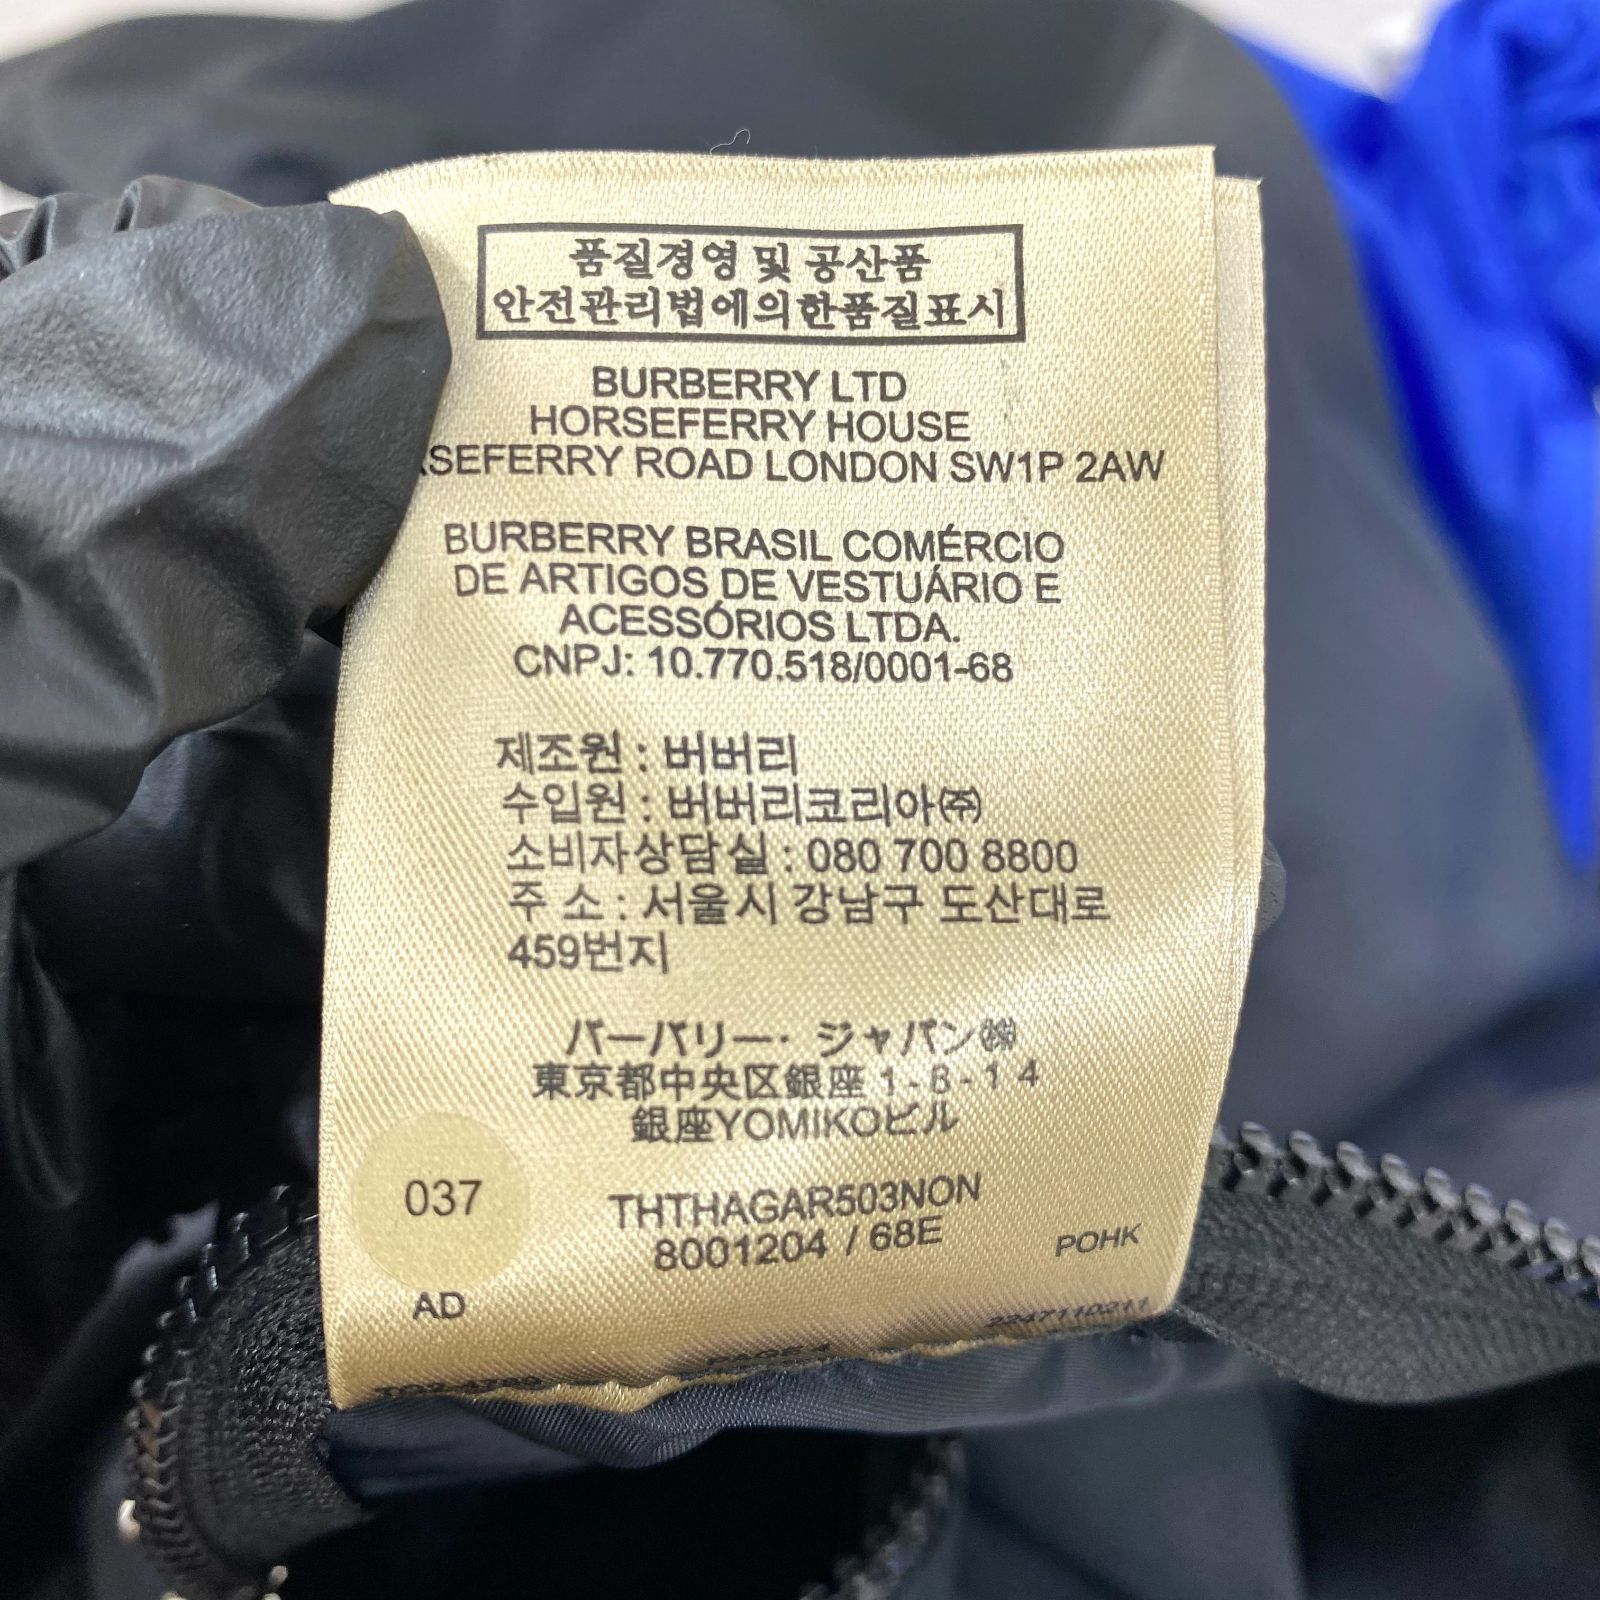 품질경영 및 공산품
안전관리법에의한품질표시
BURBERRY LTD
HORSEFERRY HOUSE
ROAD LONDON SW1P 2AW
BURBERRY BRASIL COMÉRCIO
DE ARTIGOS DE VESTUÁRIO E
ACESSÓRIOS LTDA.
CNPJ: 10.770.518/0001-68
제조원 : 버버리
수입원 : 버버리코리아㈜
소비자상담실 : 080 700 8800
주 소 : 서울시 강남구 도산대로
459번지
バーバリー・ジャパン㈱
東京都中央区銀座 1-8-14
銀座YOMIKOビル
037
THTHAGAR503NON
8001204 / 68E
POHK
AD
2247110211